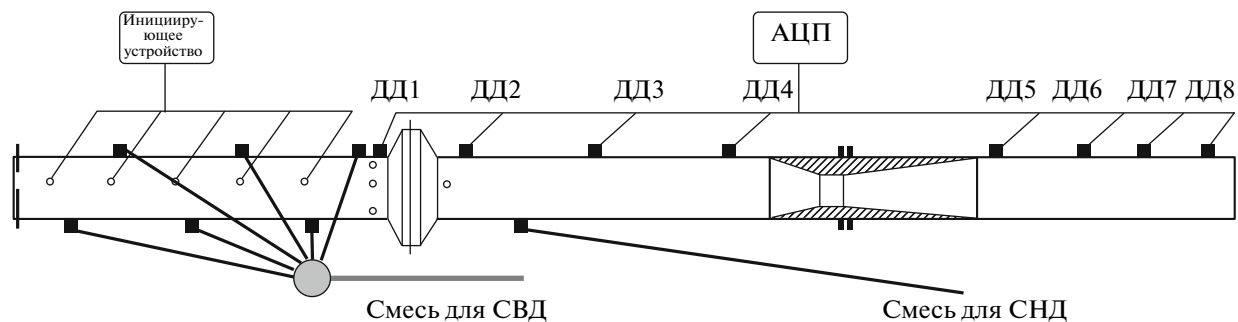 Иницииру-
ющее
устройство
АЦП
ДД1 ДД2 ДД3 ДД4 ДД5 ДД6 ДД7 ДД8
Смесь для СВД
Смесь для СНД